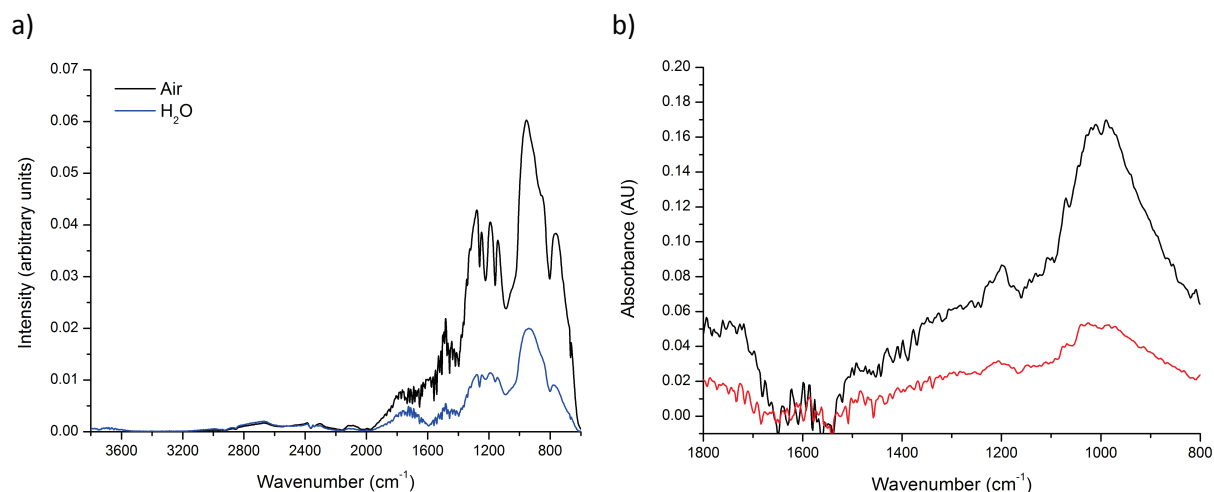 a)
0.07
0.06
0.05
0.04
0.03
0.02
0.01
0.00
Intensity (arbitrary units)
Air
H₂O
3600 3200 2800 2400 2000 1600 1200 800
Wavenumber (cm⁻¹)
b)
0.20
0.18
0.16
0.14
0.12
0.10
0.08
0.06
0.04
0.02
0.00
Absorbance (AU)
1800 1600 1400 1200 1000 800
Wavenumber (cm⁻¹)